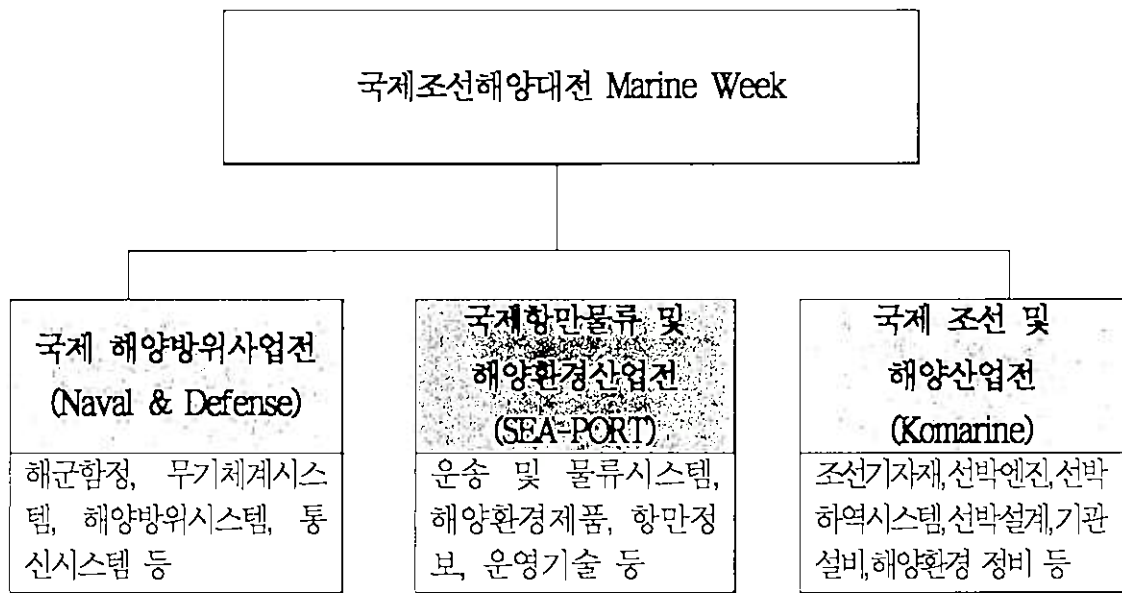 국제조선해양대전 Marine Week
국제 해양방위사업전
(Naval & Defense)
해군함정, 무기체계시스
템, 해양방위시스템, 통
신시스템 등
국제항만물류 및
해양환경산업전
(SEA-PORT)
운송 및 물류시스템,
해양환경제품, 항만정
보, 운영기술 등
국제 조선 및
해양산업전
(Komarine)
조선기자재,선박엔진,선박
하역시스템,선박설계,기관
설비,해양환경 정비 등